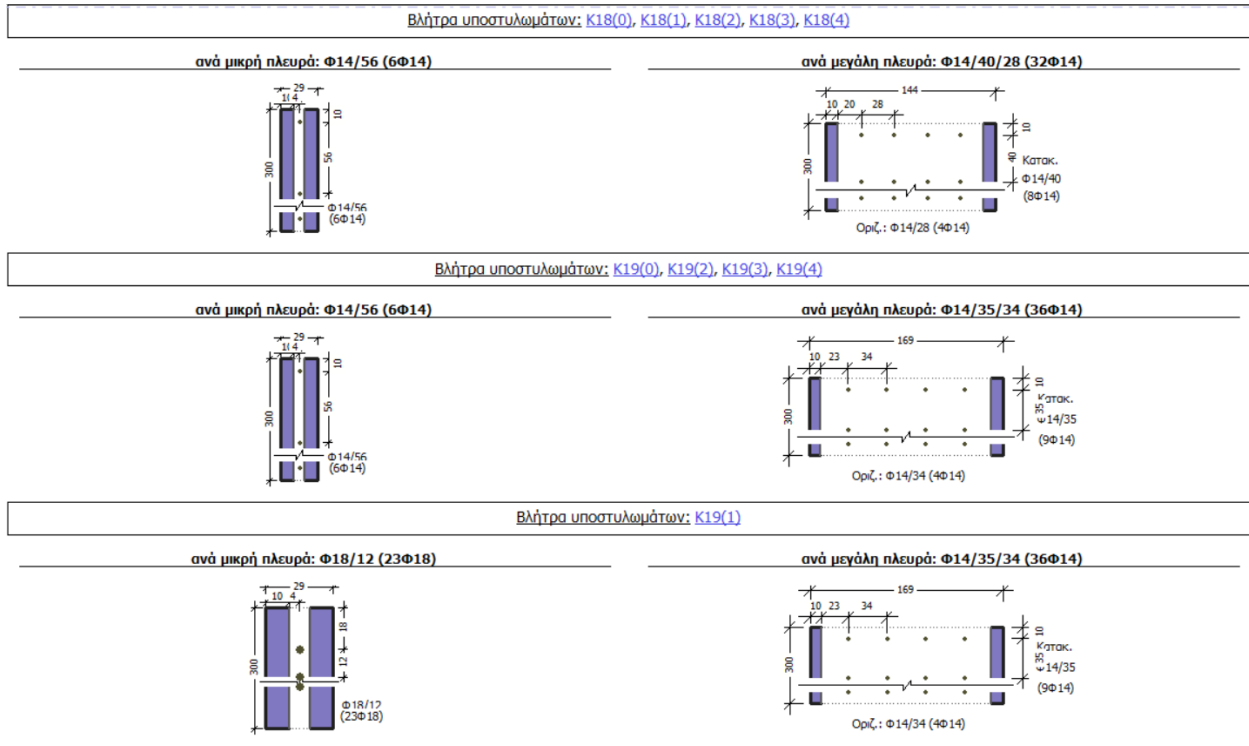 Βλήτρα υποστυλωμάτων: K18(0), K18(1), K18(2), K18(3), K18(4)
ανά μικρή πλευρά: Φ14/56 (6Φ14)
29
1( 4
10
56
300
Φ14/56
(6Φ14)
ανά μεγάλη πλευρά: Φ14/40/28 (32Φ14)
144
10 20 28
10
40
300
Κατακ.
Φ14/40
(8Φ14)
Οριζ.: Φ14/28 (4Φ14)
Βλήτρα υποστυλωμάτων: K19(0), K19(2), K19(3), K19(4)
ανά μικρή πλευρά: Φ14/56 (6Φ14)
29
1( 4
10
56
300
Φ14/56
(6Φ14)
ανά μεγάλη πλευρά: Φ14/35/34 (36Φ14)
169
10 23 34
10
35
300
14/35
(9Φ14)
Οριζ.: Φ14/34 (4Φ14)
Βλήτρα υποστυλωμάτων: K19(1)
ανά μικρή πλευρά: Φ18/12 (23Φ18)
29
10 4
18
12
300
Φ18/12
(23Φ18)
ανά μεγάλη πλευρά: Φ14/35/34 (36Φ14)
169
10 23 34
10
35
300
14/35
(9Φ14)
Οριζ.: Φ14/34 (4Φ14)